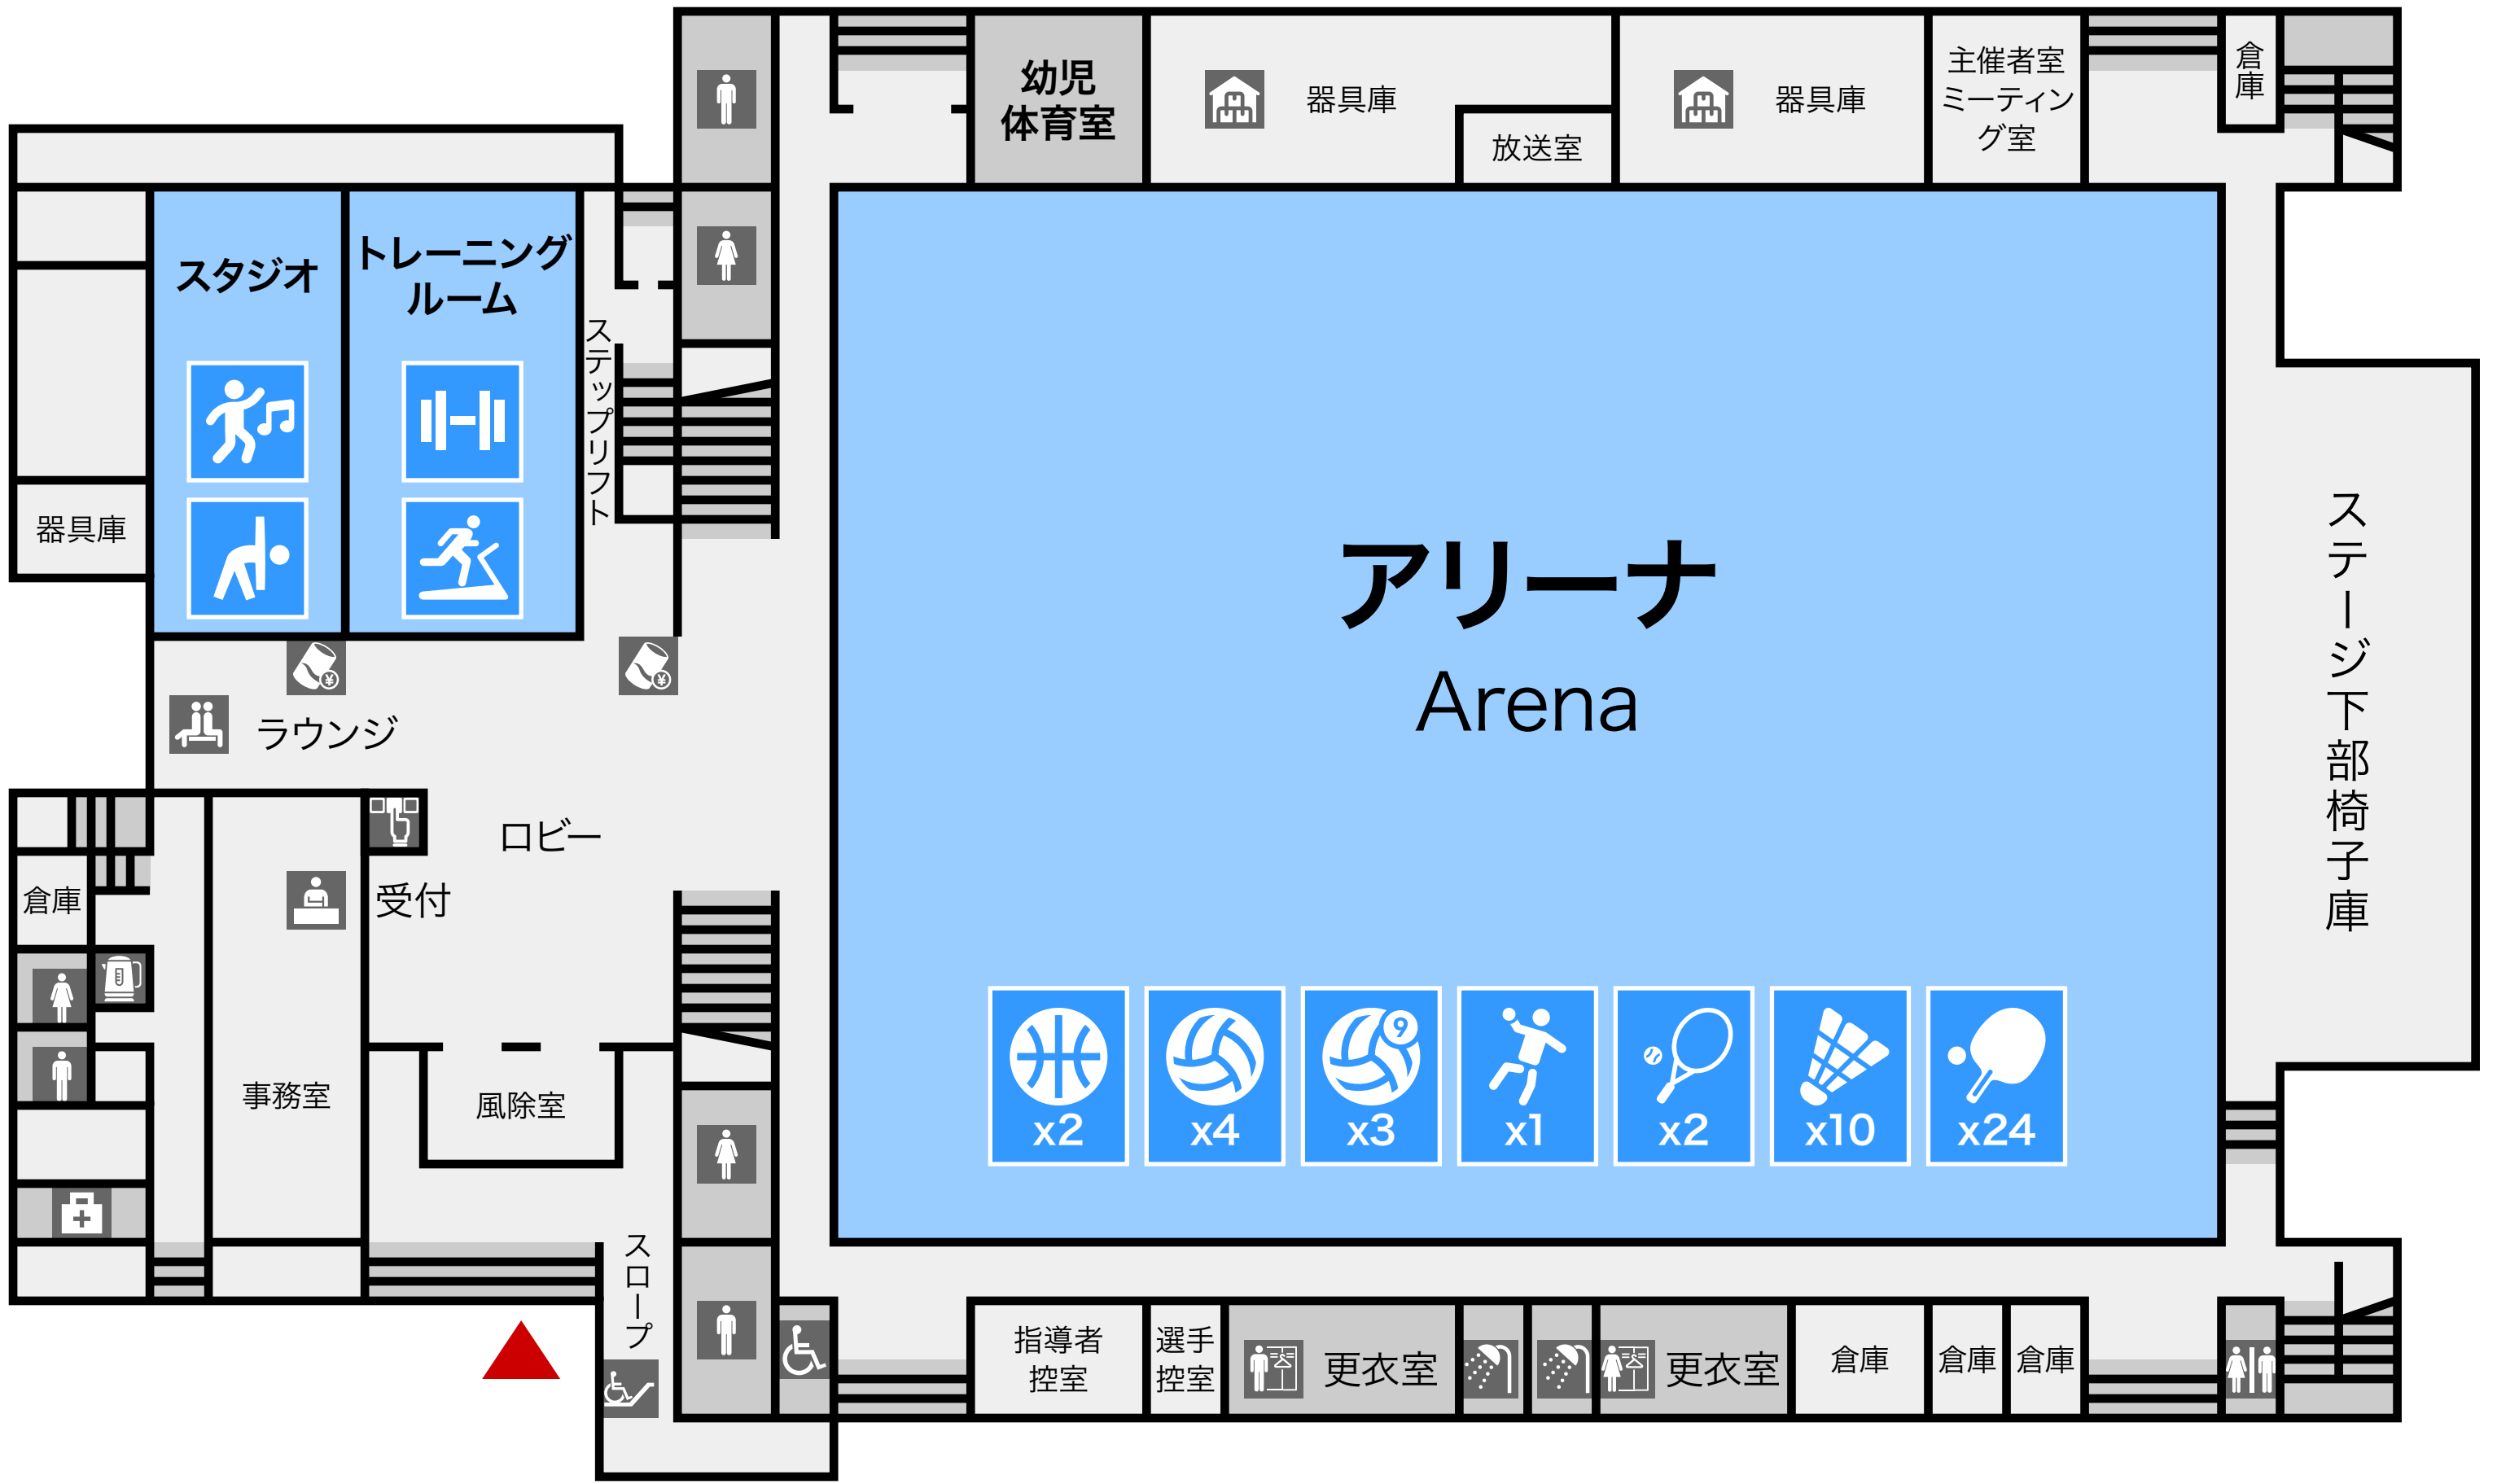 幼児
体育室
器具庫
放送室
器具庫
主催者室
ミーティン
グ室
倉庫
スタジオ
トレーニング
ルーム
ステップリフト
器具庫
ラウンジ
アリーナ
Arena
ステージ下部椅子庫
ロビー
受付
倉庫
事務室
風除室
9
x2
x4
x3
x1
x2
x10
x24
スロープ
指導者
控室
選手
控室
更衣室
更衣室
倉庫
倉庫
倉庫
¥
¥